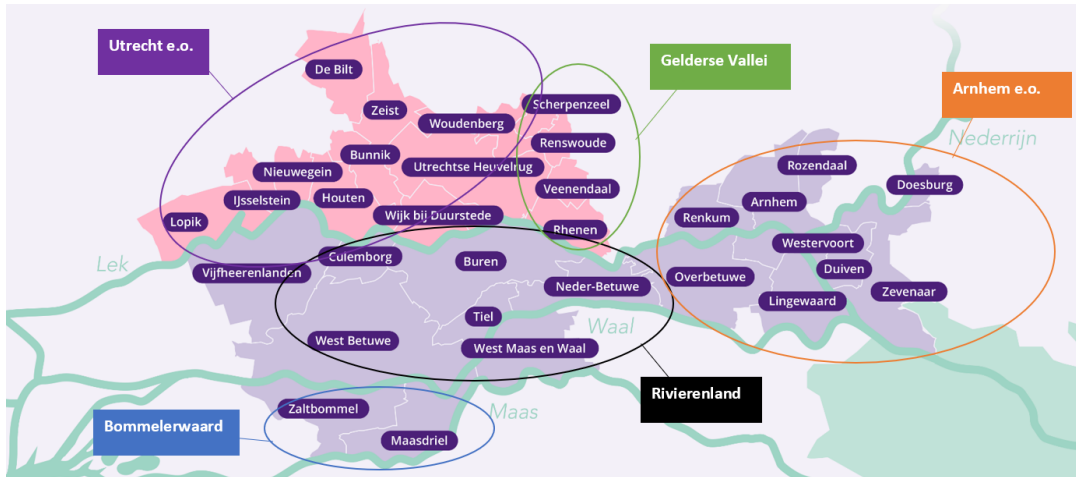 Utrecht e.o.
Gelderse Vallei
Arnhem e.o.
De Bilt
Zeist
Woudenberg
Scherpenzeel
Renswoude
Nederrijn
Bunnik
Utrechtse Heuvelrug
Rozendaal
Nieuwegein
Veenendaal
Doesburg
IJsselstein
Houten
Arnhem
Lopik
Wijk bij Duurstede
Rhenen
Renkum
Westervoort
Lek
Vijfheerenlanden
Culemborg
Buren
Duiven
Overbetuwe
Neder-Betuwe
Zevenaar
Lingewaard
Tiel
Waal
West Betuwe
West Maas en Waal
Rivierenland
Zaltbommel
Maas
Bommelerwaard
Maasdriel